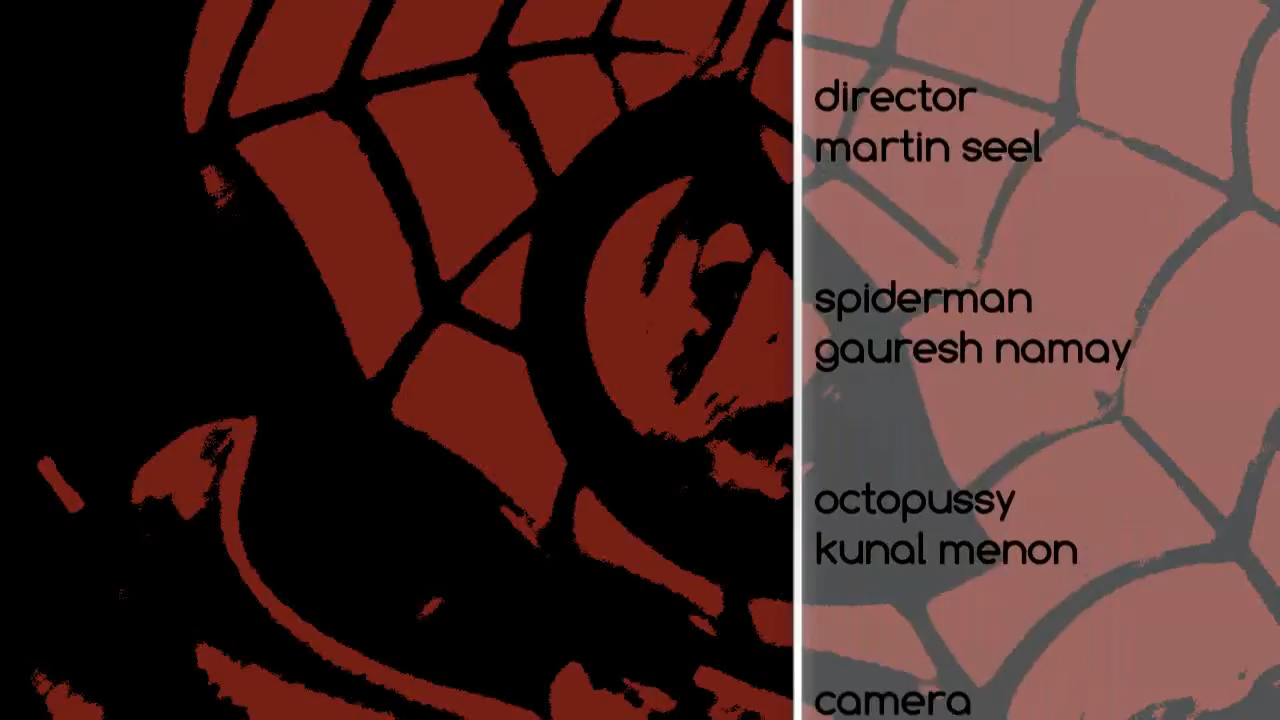 director
martin seel
spiderman
gauresh namay
octopussy
kunal menon
camera